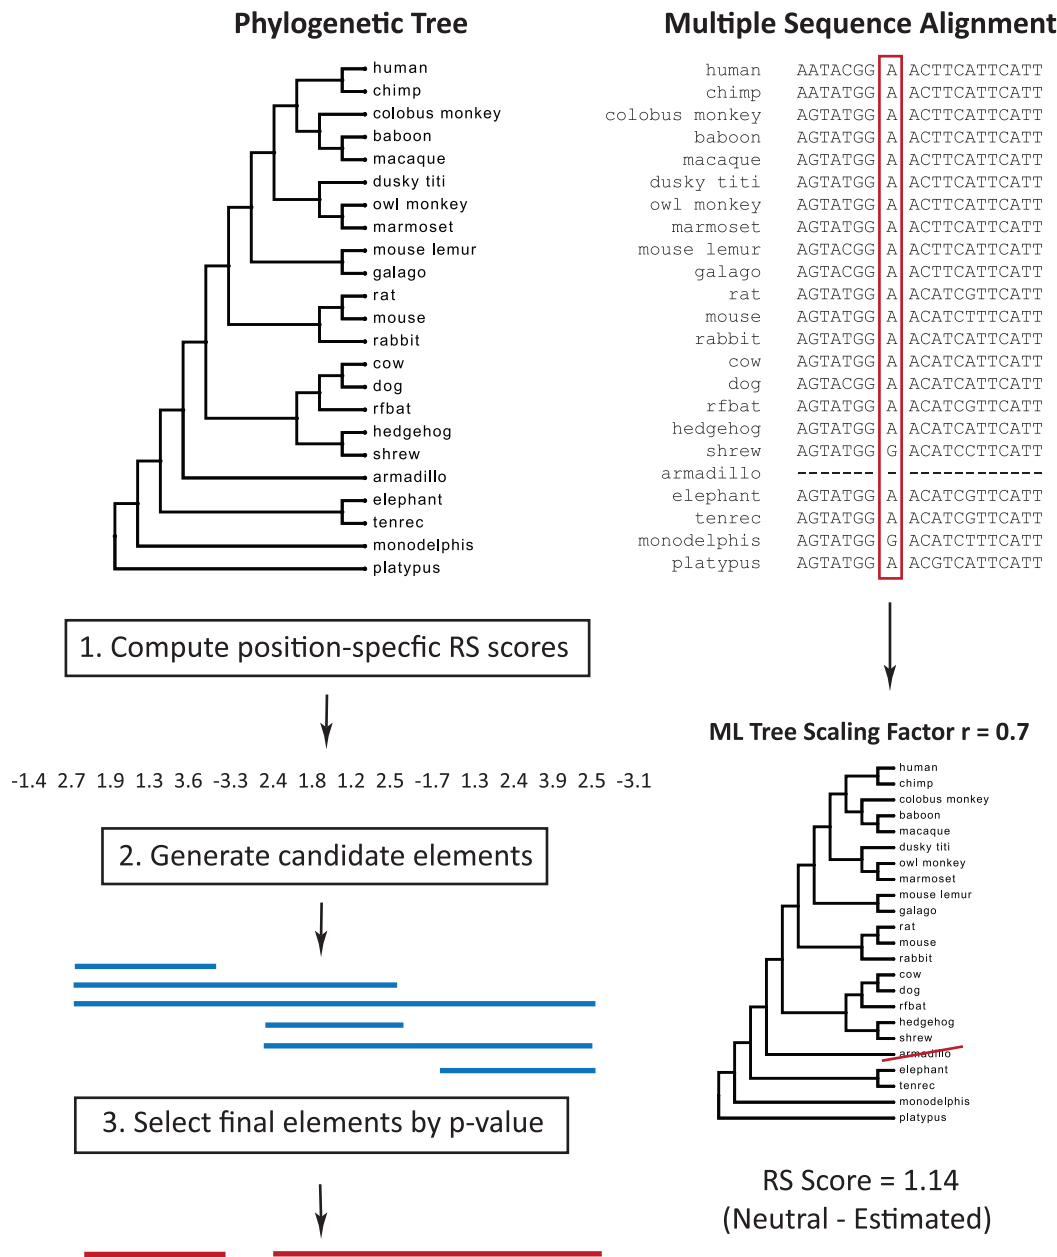 Phylogenetic Tree
human
chimp
colobus monkey
baboon
macaque
dusky titi
owl monkey
marmoset
mouse lemur
galago
rat
mouse
rabbit
cow
dog
rfbat
hedgehog
shrew
armadillo
elephant
tenrec
monodelphis
platypus
Multiple Sequence Alignment
human AATACGG A ACTTCATTCATT
chimp AATATGG A ACTTCATTCATT
colobus monkey AGTATGG A ACTTCATTCATT
baboon AGTATGG A ACTTCATTCATT
macaque AGTATGG A ACTTCATTCATT
dusky titi AGTATGG A ACTTCATTCATT
owl monkey AGTATGG A ACTTCATTCATT
marmoset AGTATGG A ACTTCATTCATT
mouse lemur AGTACGG A ACTTCATTCATT
galago AGTACGG A ACTTCATTCATT
rat AGTATGG A ACATCGTTCATT
mouse AGTATGG A ACATCTTTCATT
rabbit AGTATGG A ACATCATTCATT
cow AGTATGG A ACATCATTCATT
dog AGTACGG A ACATCATTCATT
rfbat AGTATGG A ACATCGTTCATT
hedgehog AGTATGG A ACATCATTCATT
shrew AGTATGG G ACATCCTTCATT
armadillo ------- - ------------
elephant AGTATGG A ACATCGTTCATT
tenrec AGTATGG A ACATCGTTCATT
monodelphis AGTATGG G ACATCTTTCATT
platypus AGTATGG A ACGTCATTCATT
1. Compute position-specfic RS scores
-1.4 2.7 1.9 1.3 3.6 -3.3 2.4 1.8 1.2 2.5 -1.7 1.3 2.4 3.9 2.5 -3.1
2. Generate candidate elements
3. Select final elements by p-value
ML Tree Scaling Factor r = 0.7
human
chimp
colobus monkey
baboon
macaque
dusky titi
owl monkey
marmoset
mouse lemur
galago
rat
mouse
rabbit
cow
dog
rfbat
hedgehog
shrew
armadillo
elephant
tenrec
monodelphis
platypus
RS Score = 1.14
(Neutral - Estimated)